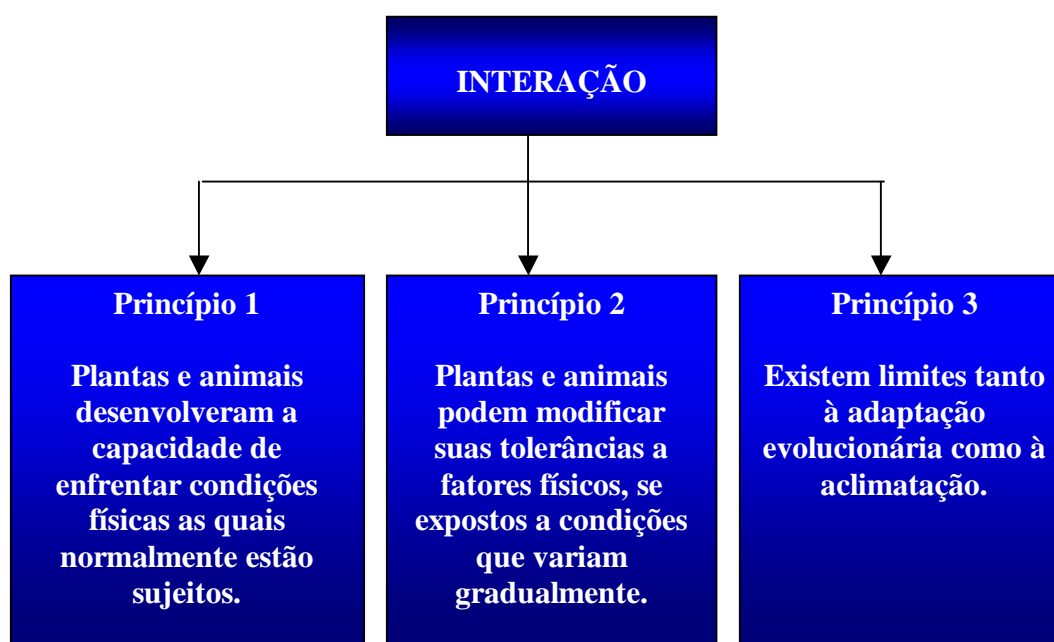 INTERAÇÃO
Princípio 1
Plantas e animais
desenvolveram a
capacidade de
enfrentar condições
físicas as quais
normalmente estão
sujeitos.
Princípio 2
Plantas e animais
podem modificar
suas tolerâncias a
fatores físicos, se
expostos a condições
que variam
gradualmente.
Princípio 3
Existem limites tanto
à adaptação
evolucionária como à
aclimatação.